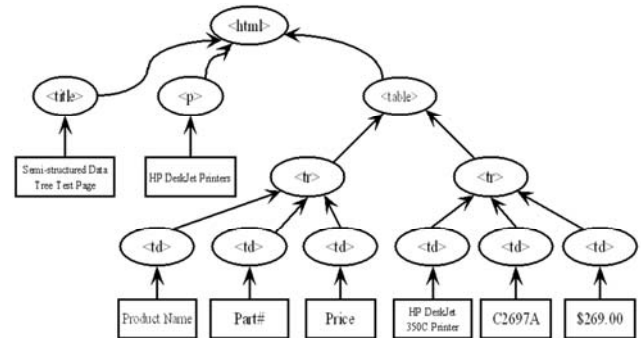 <html>
<title>
<p>
<table>
Semi-structured Data
Tree Test Page
HP DeskJet Printers
<tr>
<tr>
<td>
<td>
<td>
<td>
<td>
<td>
Product Name
Part#
Price
HP DeskJet
350C Printer
C2697A
$269.00